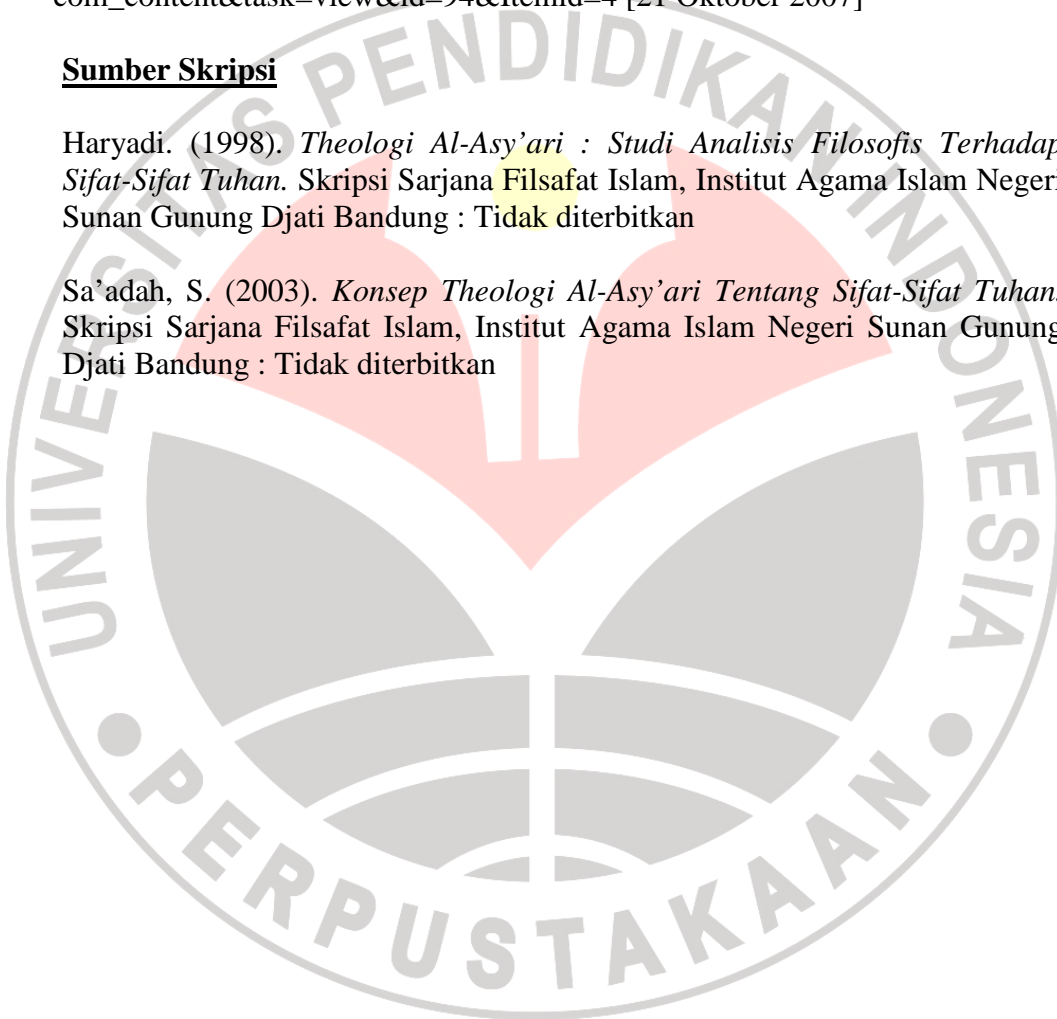 com_content&task=view&id=94&Itemid=4 [21 Oktober 2007]
Sumber Skripsi
Haryadi. (1998). Theologi Al-Asy’ari : Studi Analisis Filosofis Terhadap
Sifat-Sifat Tuhan. Skripsi Sarjana Filsafat Islam, Institut Agama Islam Negeri
Sunan Gunung Djati Bandung : Tidak diterbitkan
Sa’adah, S. (2003). Konsep Theologi Al-Asy’ari Tentang Sifat-Sifat Tuhan.
Skripsi Sarjana Filsafat Islam, Institut Agama Islam Negeri Sunan Gunung
Djati Bandung : Tidak diterbitkan
UNIVERSITAS PENDIDIKAN INDONESIA
PERPUSTAKAAN